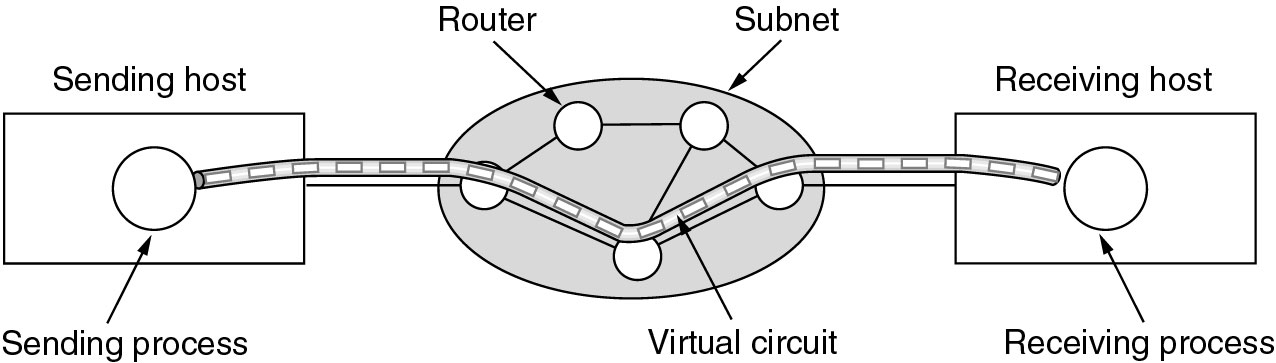 Router
Subnet
Sending host
Receiving host
Sending process
Virtual circuit
Receiving process